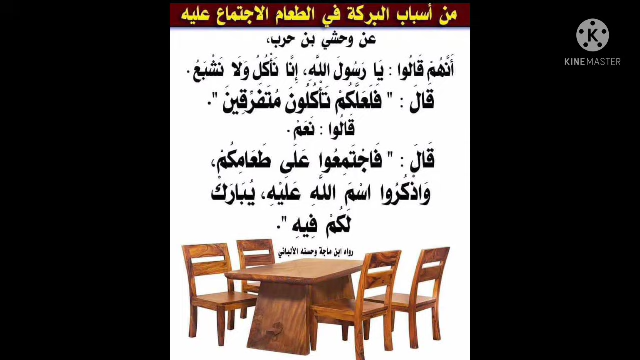 من أسباب البركة في الطعام الاجتماع عليه
عن وحشي بن حرب،
أَنَّهُمْ قَالُوا : يَا رَسُولَ اللَّهِ، إِنَّا نَأْكُلُ وَلَا نَشْبَعُ.
قَالَ : " فَلَعَلَّكُمْ تَأْكُلُونَ مُتَفَرِّقِينَ ".
قَالُوا : نَعَمْ.
قَالَ : " فَاجْتَمِعُوا عَلَى طَعَامِكُمْ،
وَاذْكُرُوا اسْمَ اللَّهِ عَلَيْهِ، يُبَارَكْ
لَكُمْ فِيهِ ".
رواه ابن ماجة وحسنه الألباني
KINEMASTER